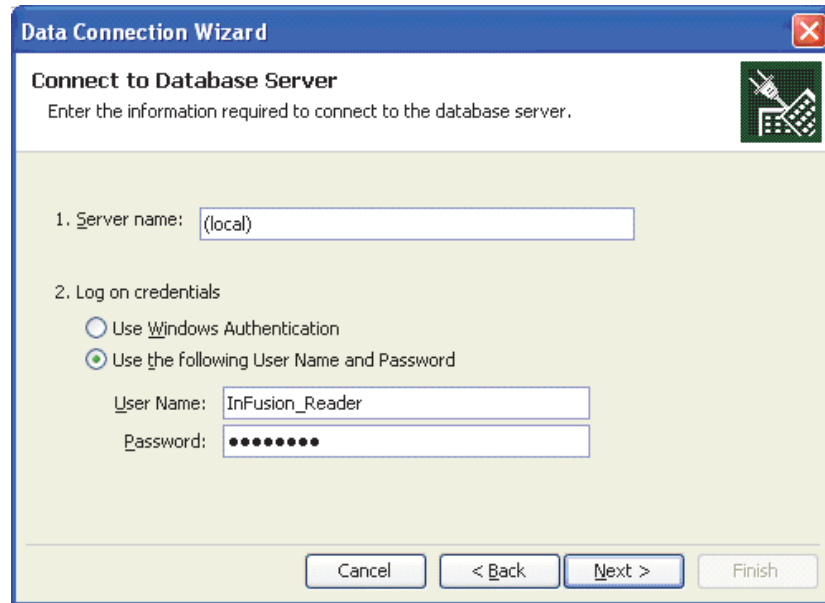 Data Connection Wizard
Connect to Database Server
Enter the information required to connect to the database server.
1. Server name: (local)
2. Log on credentials
Use Windows Authentication
Use the following User Name and Password
User Name: InFusion_Reader
Password: ●●●●●●●●
Cancel < Back Next > Finish